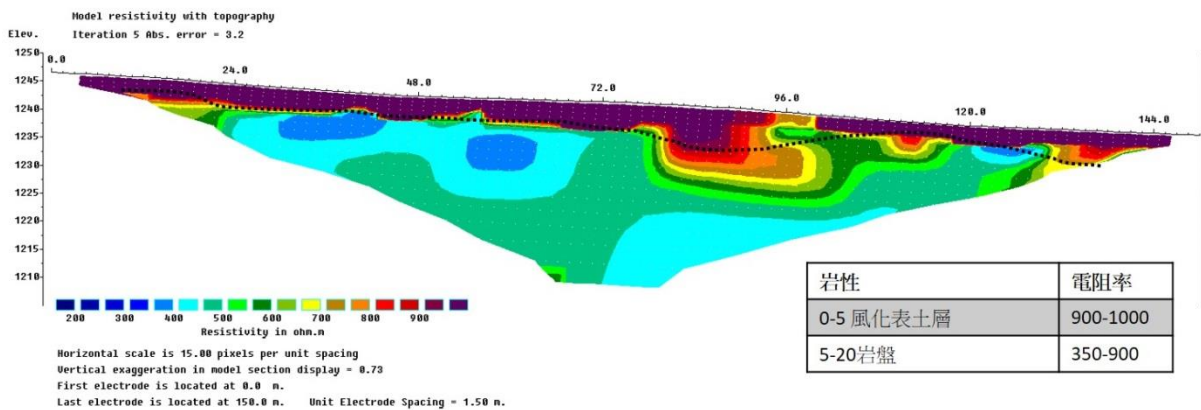 Model resistivity with topography
Elev.
Iteration 5 Abs. error = 3.2
1250
1245
1240
1235
1230
1225
1220
1215
1210
0.0
24.0
48.0
72.0
96.0
120.0
144.0
200 300 400 500 600 700 800 900
Resistivity in ohm.m
Horizontal scale is 15.00 pixels per unit spacing
Vertical exaggeration in model section display = 0.73
First electrode is located at 0.0 m.
Last electrode is located at 150.0 m. Unit Electrode Spacing = 1.50 m.
岩性 電阻率
0-5 風化表土層 900-1000
5-20岩盤 350-900